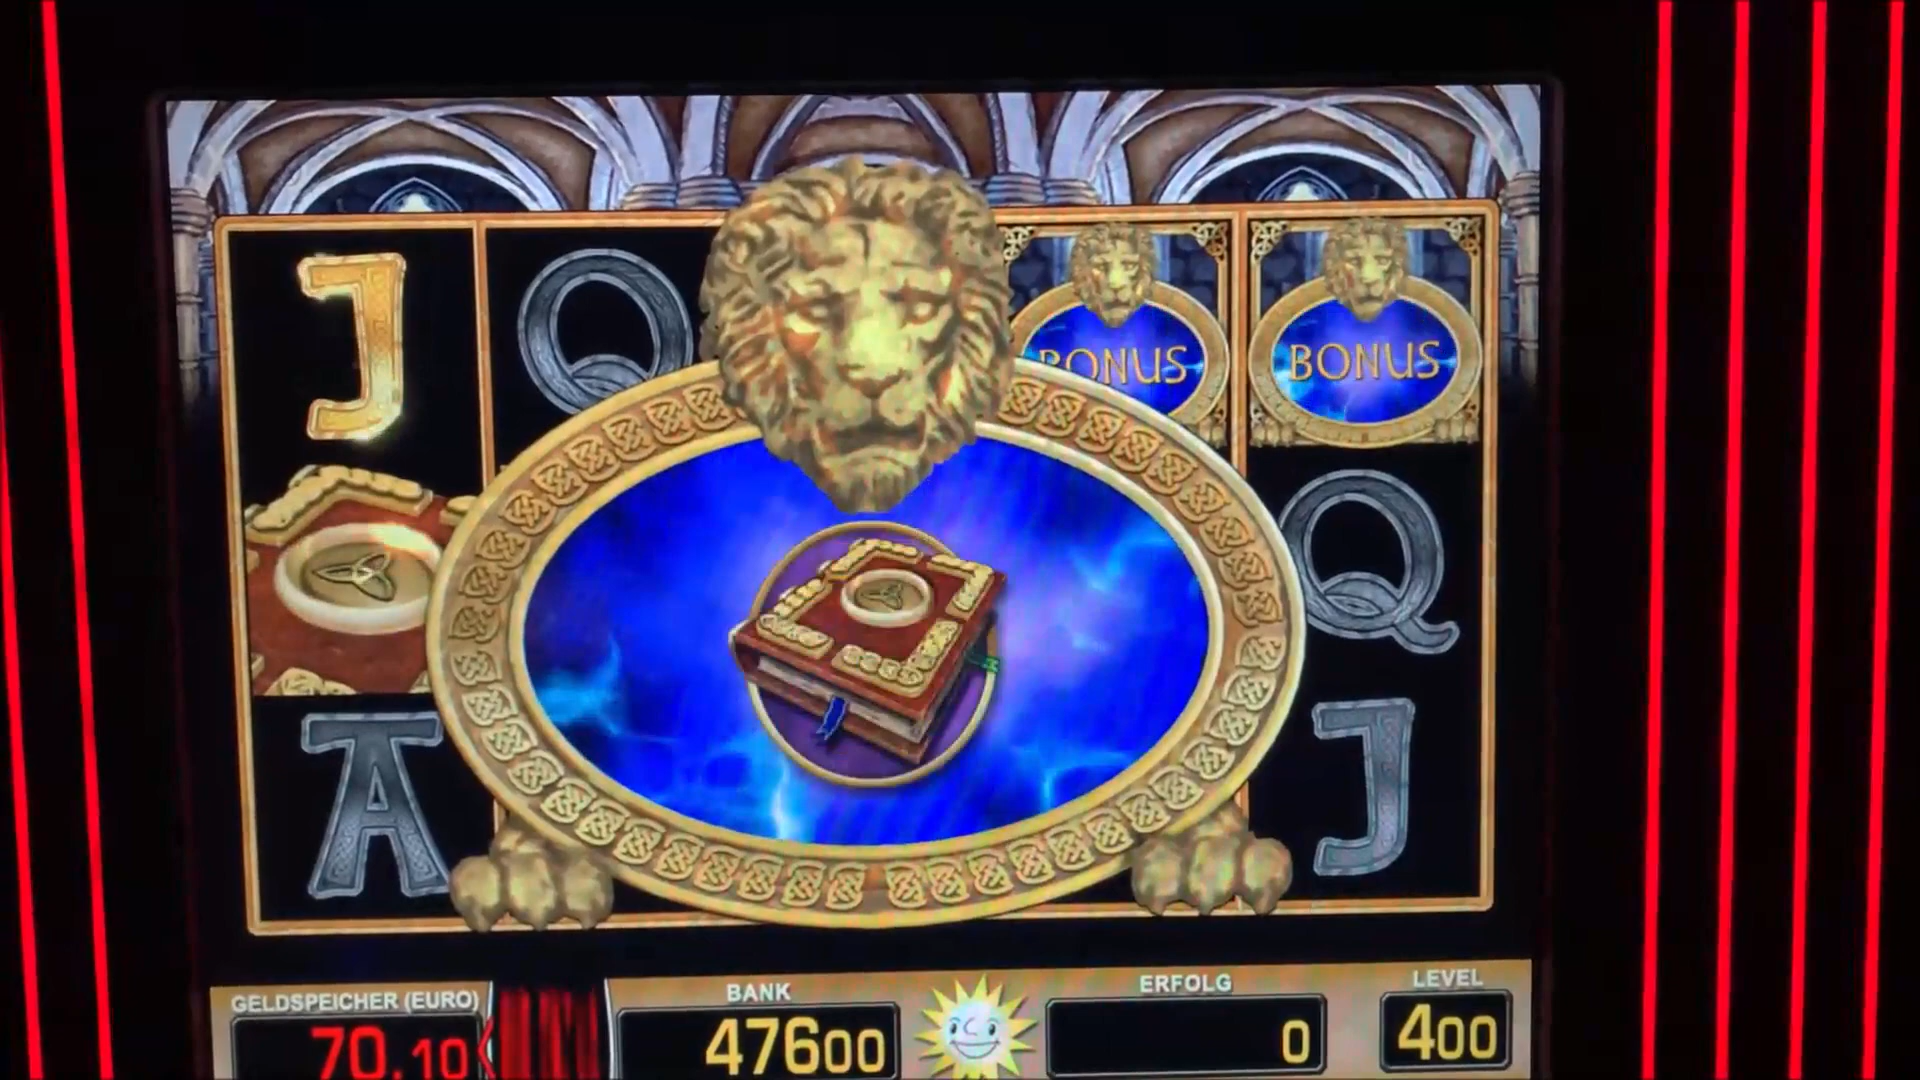 J Q BONUS BONUS
Q
A J
GELDSPEICHER (EURO) BANK ERFOLG LEVEL
70.10 47600 0 400